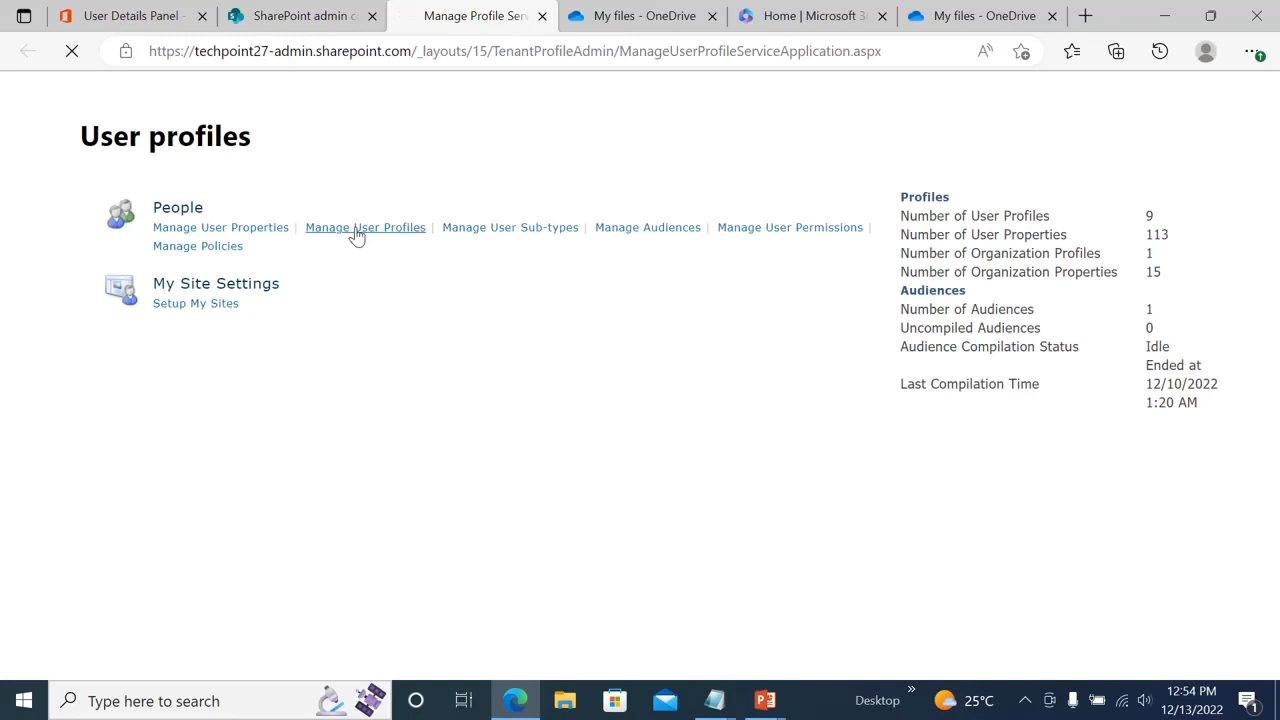 User Details Panel -
SharePoint admin c
Manage Profile Ser
My files - OneDrive
Home | Microsoft 3
My files - OneDrive
https://techpoint27-admin.sharepoint.com/_layouts/15/TenantProfileAdmin/ManageUserProfileServiceApplication.aspx
User profiles
People
Manage User Properties | Manage User Profiles | Manage User Sub-types | Manage Audiences | Manage User Permissions |
Manage Policies
My Site Settings
Setup My Sites
Profiles
Number of User Profiles 9
Number of User Properties 113
Number of Organization Profiles 1
Number of Organization Properties 15
Audiences
Number of Audiences 1
Uncompiled Audiences 0
Audience Compilation Status Idle
Ended at
Last Compilation Time 12/10/2022
1:20 AM
Type here to search
Desktop
25°C
12:54 PM
12/13/2022
1